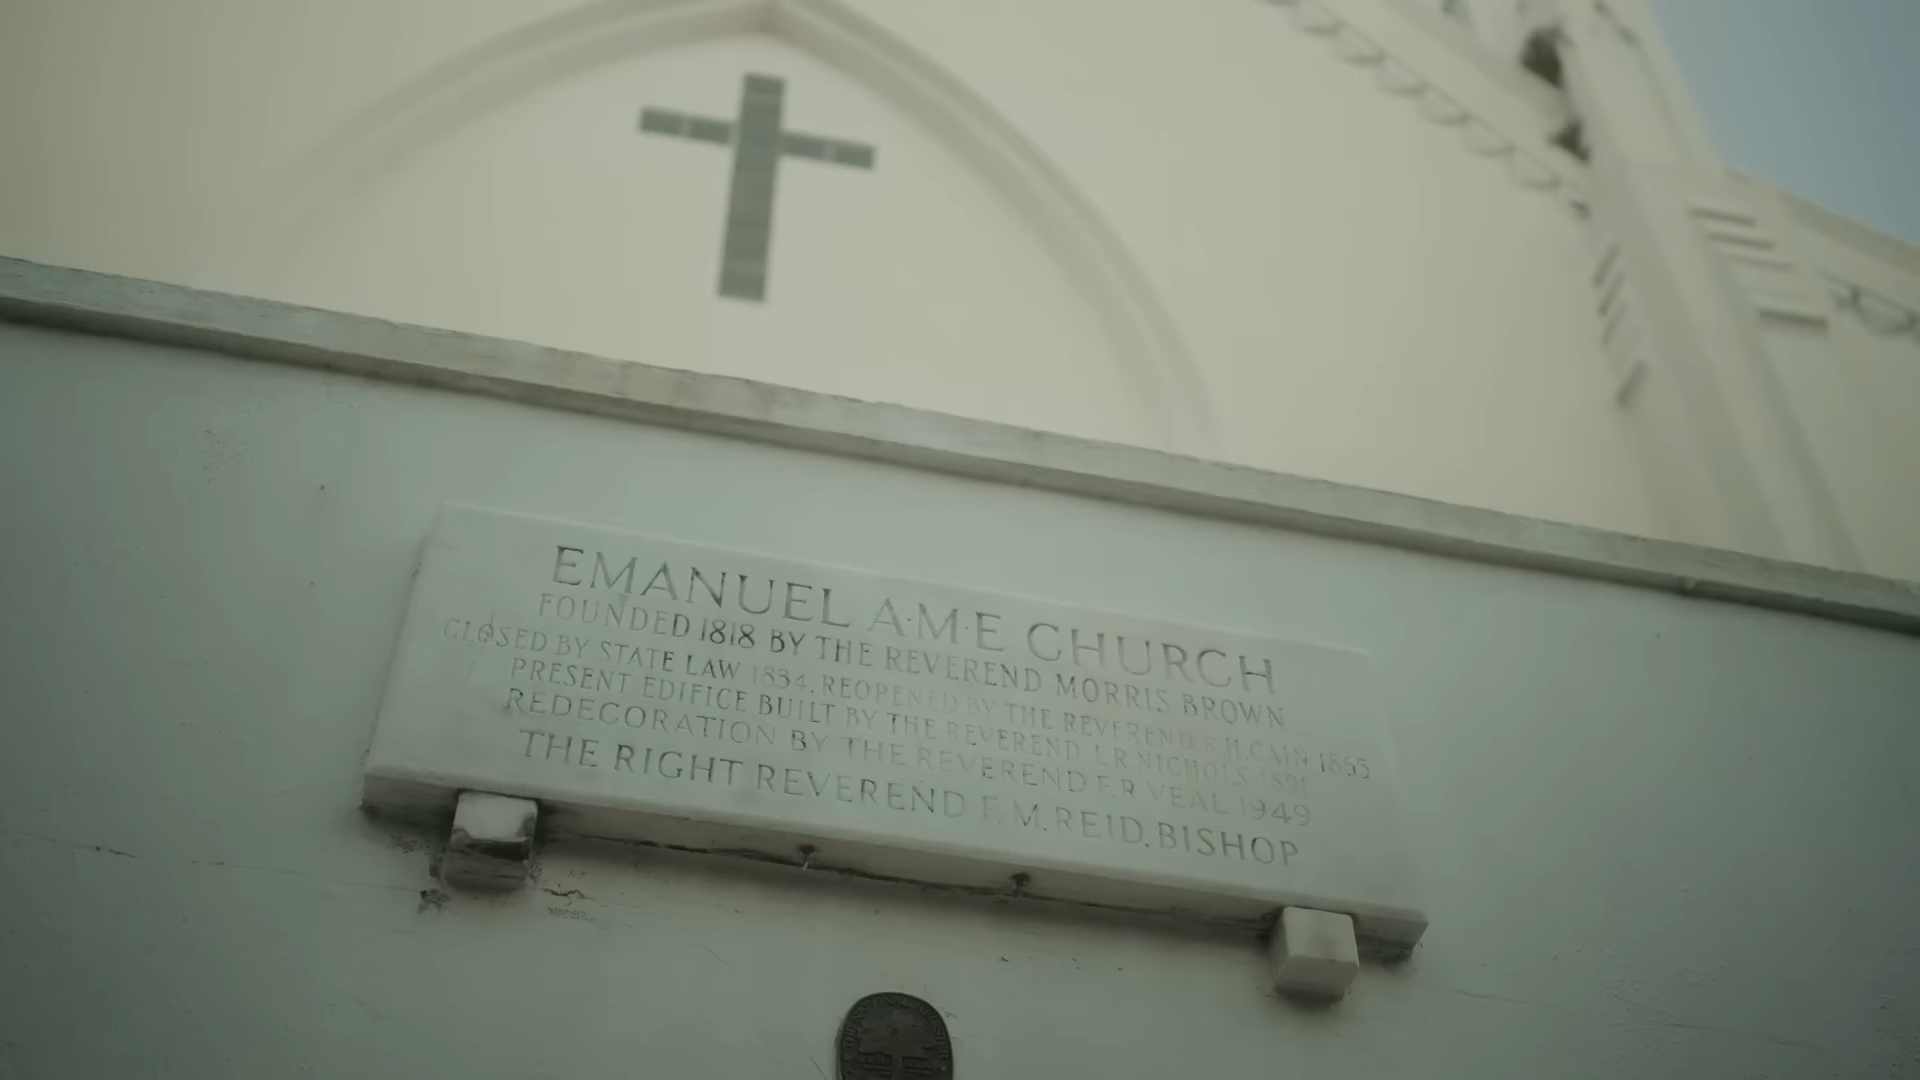 EMANUEL A·M·E CHURCH
FOUNDED 1818 BY THE REVEREND MORRIS BROWN
CLOSED BY STATE LAW 1834. REOPENED BY THE REVEREND R.H. CAIN 1865
PRESENT EDIFICE BUILT BY THE REVEREND L.R. NICHOLS 1891
REDECORATION BY THE REVEREND F.R. VEAL 1949
THE RIGHT REVEREND F.M. REID, BISHOP